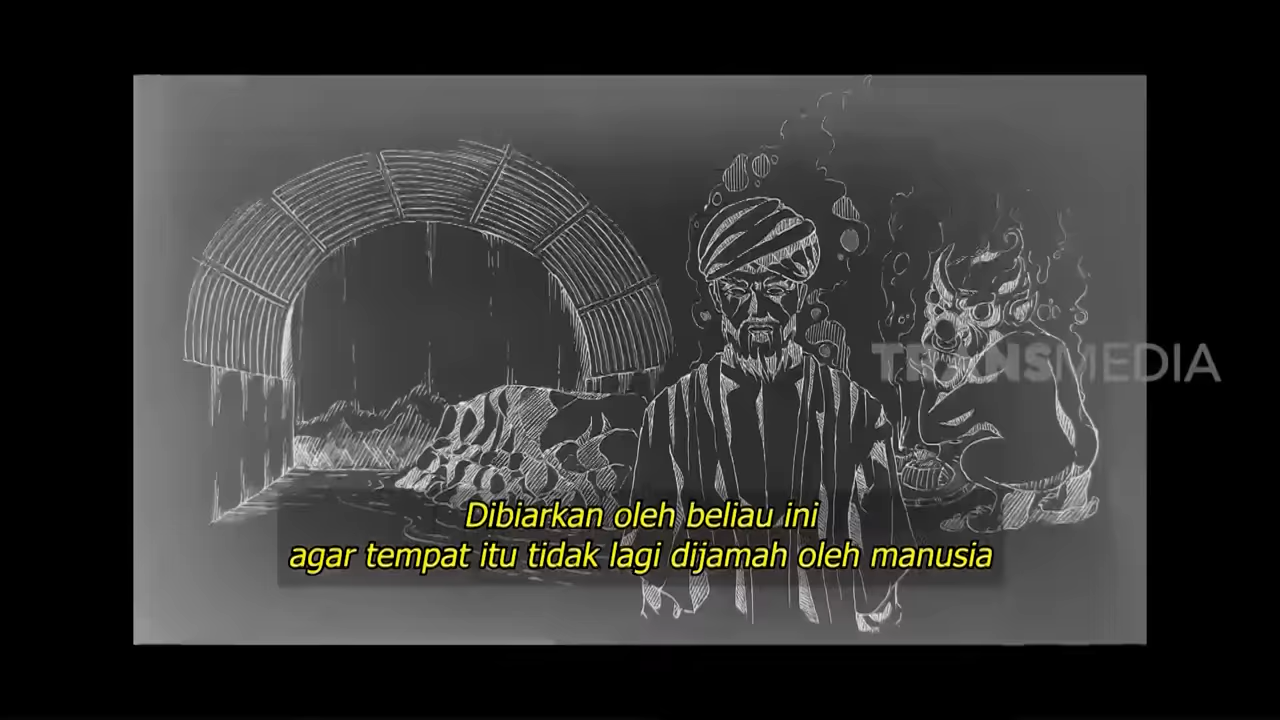 TRANSMEDIA
Dibiarkan oleh beliau ini
agar tempat itu tidak lagi dijamah oleh manusia